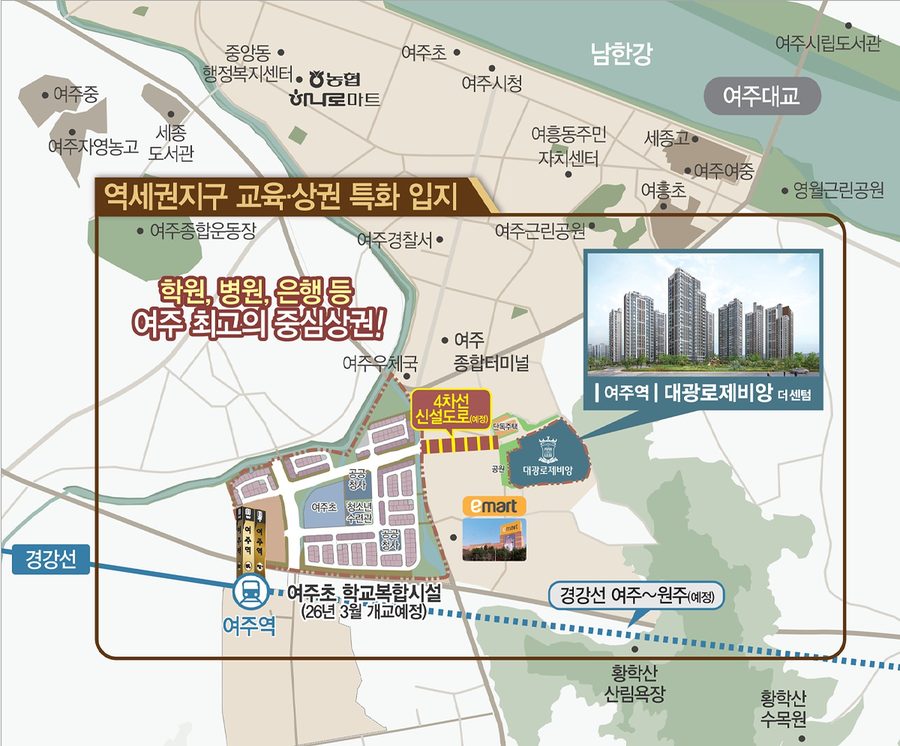 남한강
여주시립도서관
중앙동
행정복지센터
농협
하나로마트
여주초
여주시청
여주대교
여주중
여주자영농고
세종
도서관
여흥동주민
자치센터
세종고
여주여중
여흥초
영월근린공원
역세권지구 교육·상권 특화 입지
여주종합운동장
여주경찰서
여주근린공원
학원, 병원, 은행 등
여주 최고의 중심상권!
여주
종합터미널
여주우체국
| 여주역 | 대광로제비앙 더센텀
4차선
신설도로(예정)
단독주택
공원
대광로제비앙
공공
청사
여주초
청소년
수련관
공공
청사
emart
emart
여주역
여주역
여주역
경강선
여주역
여주초 학교복합시설
(26년 3월 개교예정)
경강선 여주~원주(예정)
황학산
산림욕장
황학산
수목원